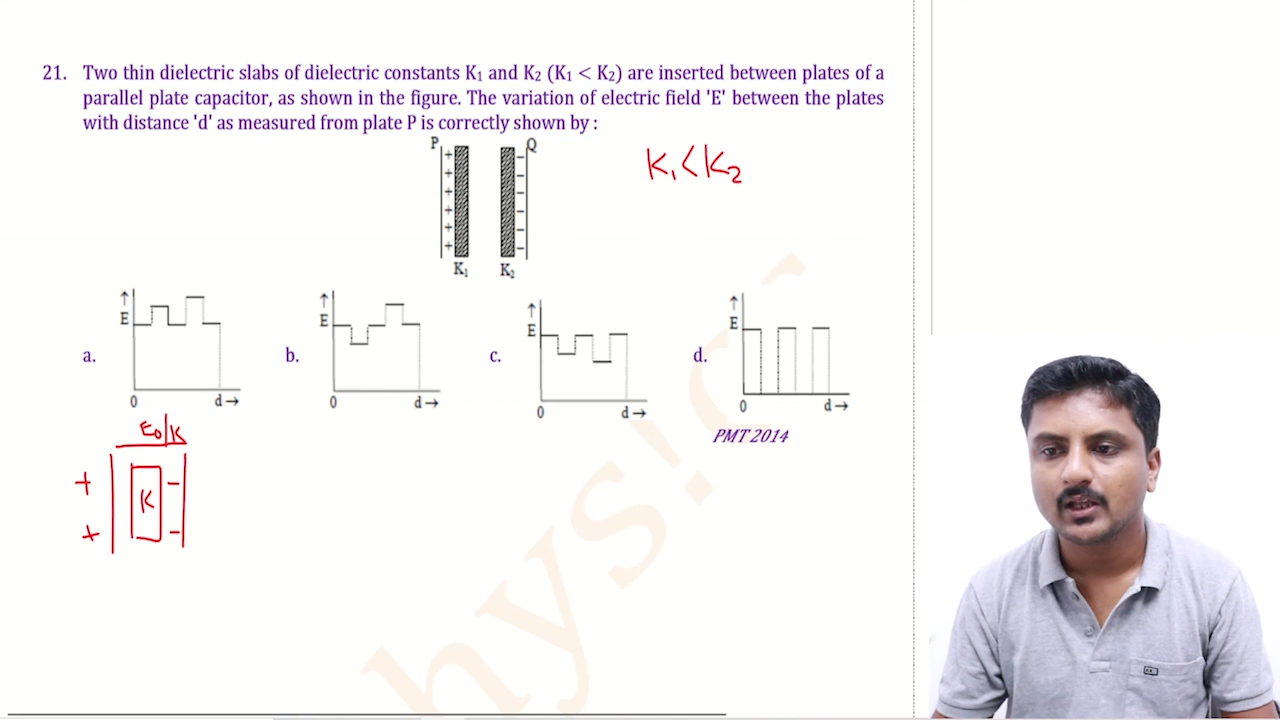 21. Two thin dielectric slabs of dielectric constants K₁ and K₂ (K₁ < K₂) are inserted between plates of a
parallel plate capacitor, as shown in the figure. The variation of electric field 'E' between the plates
with distance 'd' as measured from plate P is correctly shown by :
P Q
+ −
+ −
+ −
+ −
+ −
+ −
K₁ K₂
K₁ < K₂
a. ↑ E 0 d→
b. ↑ E 0 d→
c. ↑ E 0 d→
d. ↑ E 0 d→
PMT 2014
E₀/K
+ K −
+ −
hys!